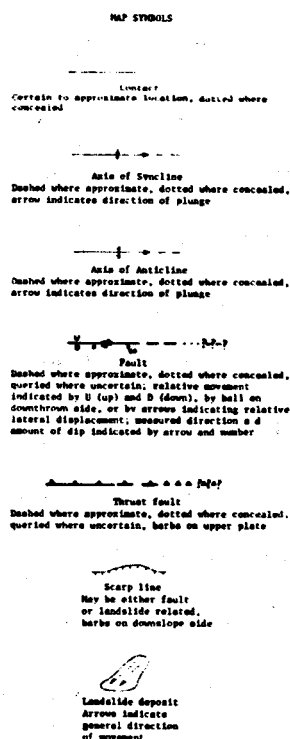 MAP SYMBOLS
Contact
Certain to approximate location, dotted where
concealed
Axis of Syncline
Dashed where approximate, dotted where concealed,
arrow indicates direction of plunge
Axis of Anticline
Dashed where approximate, dotted where concealed,
arrow indicates direction of plunge
U
Fault
Dashed where approximate, dotted where concealed,
queried where uncertain; relative movement
indicated by U (up) and D (down), by ball on
downthrown side, or by arrows indicating relative
lateral displacement; measured direction a d
amount of dip indicated by arrow and number
Thrust fault
Dashed where approximate, dotted where concealed,
queried where uncertain, barbs on upper plate
Scarp line
May be either fault
or landslide related,
barbs on downslope side
Landslide deposit
Arrows indicate
general direction
of movement